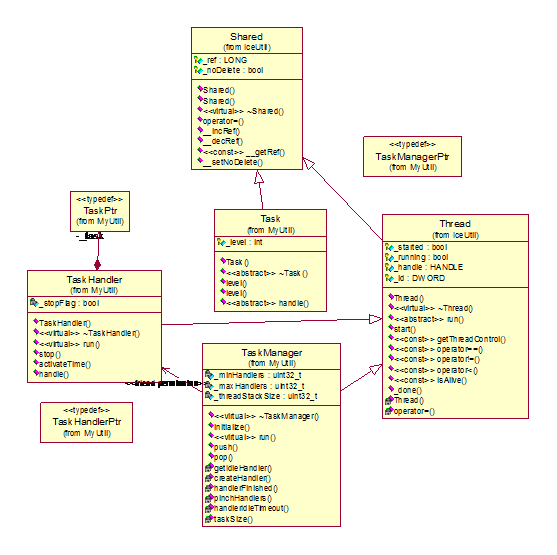 Shared
(from IceUtil)
_ref : LONG
_noDelete : bool
Shared()
Shared()
<<virtual>> ~Shared()
operator=()
__incRef()
__decRef()
<<const>> __getRef()
__setNoDelete()
<<typedef>>
TaskManagerPtr
(from MyUtil)
<<typedef>>
TaskPtr
(from MyUtil)
Task
(from MyUtil)
_level : int
Task()
<<abstract>> ~Task()
level()
level()
<<abstract>> handle()
Thread
(from IceUtil)
_started : bool
_running : bool
_handle : HANDLE
_id : DWORD
Thread()
<<virtual>> ~Thread()
<<abstract>> run()
start()
<<const>> getThreadControl()
<<const>> operator==()
<<const>> operator!=()
<<const>> operator<()
<<const>> isAlive()
_done()
Thread()
operator=()
TaskHandler
(from MyUtil)
_stopFlag : bool
TaskHandler()
<<virtual>> ~TaskHandler()
<<virtual>> run()
stop()
activateTime()
handle()
TaskManager
(from MyUtil)
_minHandlers : uint32_t
_maxHandlers : uint32_t
_threadStackSize : uint32_t
<<virtual>> ~TaskManager()
initialize()
<<virtual>> run()
push()
pop()
getIdleHandler()
createHandler()
handlerFinished()
pinchHandlers()
handlerIdleTimeout()
taskSize()
<<typedef>>
TaskHandlerPtr
(from MyUtil)